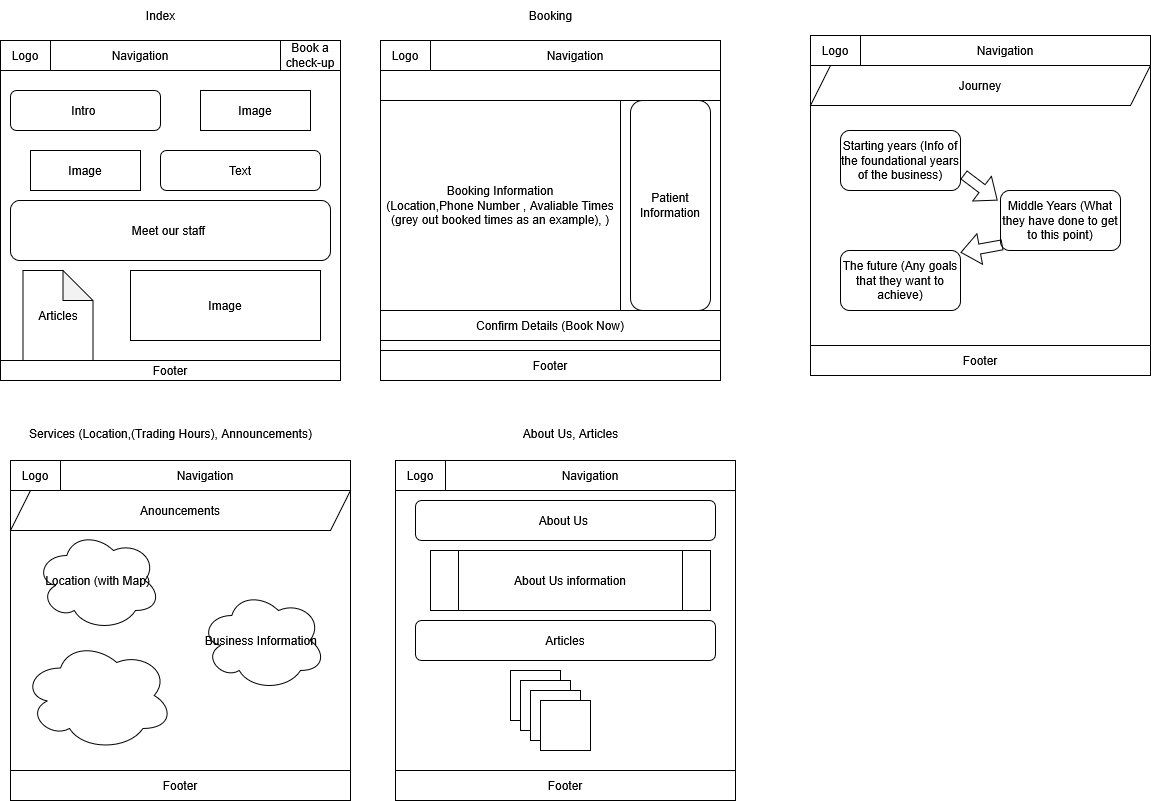 Index
Logo
Navigation
Book a
check-up
Intro
Image
Image
Text
Meet our staff
Articles
Image
Footer
Booking
Logo
Navigation
Booking Information
(Location,Phone Number , Avaliable Times
(grey out booked times as an example), )
Patient
Information
Confirm Details (Book Now)
Footer
Logo
Navigation
Journey
Starting years (Info of
the foundational years
of the business)
Middle Years (What
they have done to get
to this point)
The future (Any goals
that they want to
achieve)
Footer
Services (Location,(Trading Hours), Announcements)
Logo
Navigation
Anouncements
Location (with Map)
Business Information
Footer
About Us, Articles
Logo
Navigation
About Us
About Us information
Articles
Footer